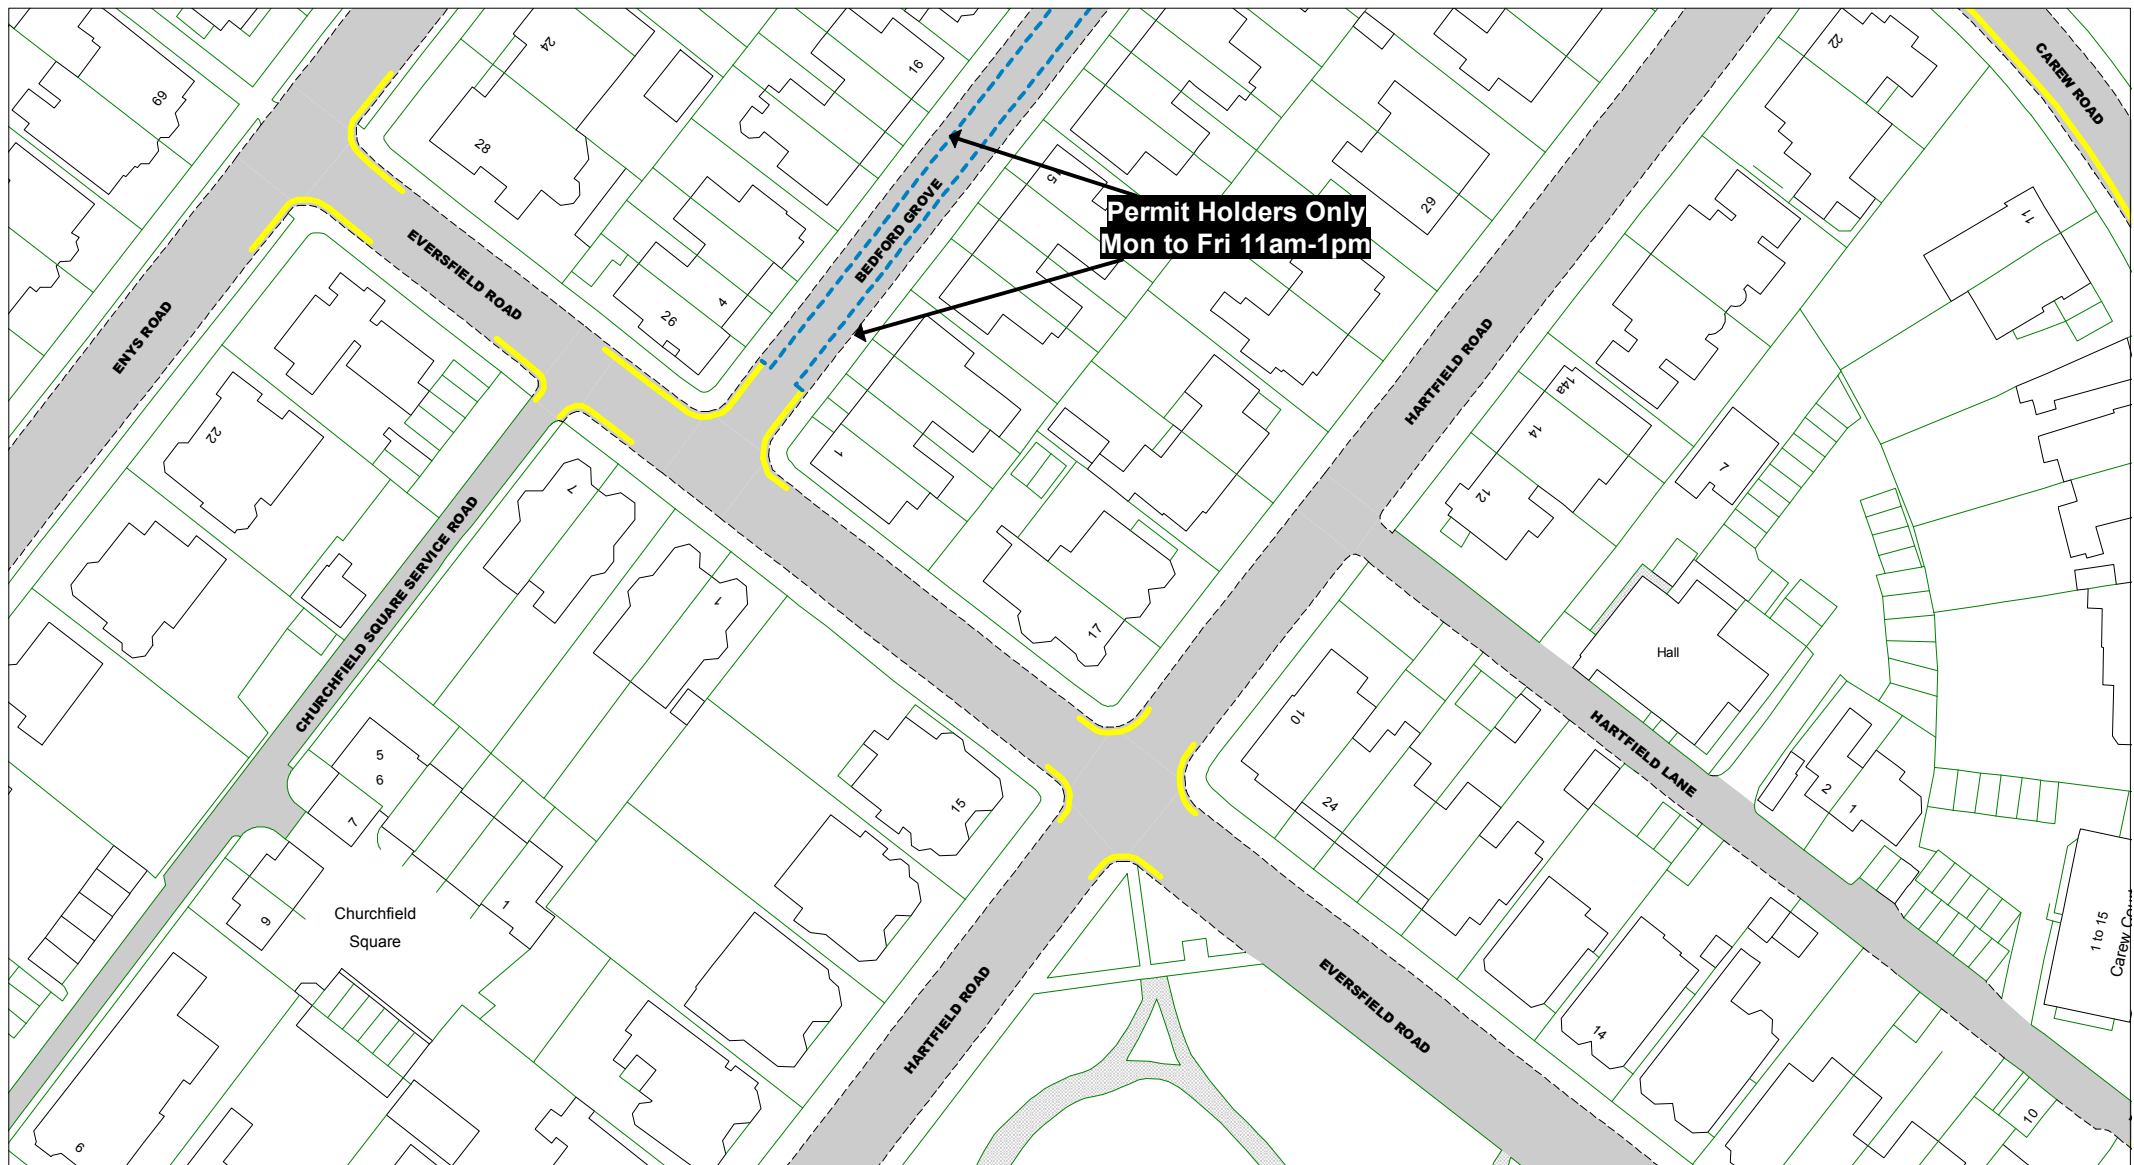 24
22
CAREW ROAD
16
69
28
5
BEDFORD GROVE
29
Permit Holders Only
Mon to Fri 11am-1pm
11
EVERSFIELD ROAD
4
26
ENYS ROAD
HARTFIELD ROAD
14a
22
14
1
7
12
7
CHURCHFIELD SQUARE SERVICE ROAD
1
17
Hall
10
HARTFIELD LANE
5
6
7
15
24
2
1
1
9
Churchfield
Square
1 to 15
Carew Court
HARTFIELD ROAD
EVERSFIELD ROAD
14
10
6